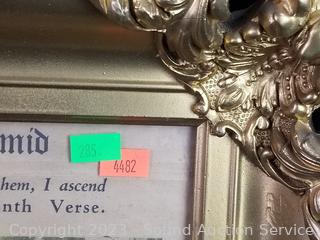 mid
285
4482
hem, I ascend
nth Verse.
Copyright 2023 - Sound Auction Service